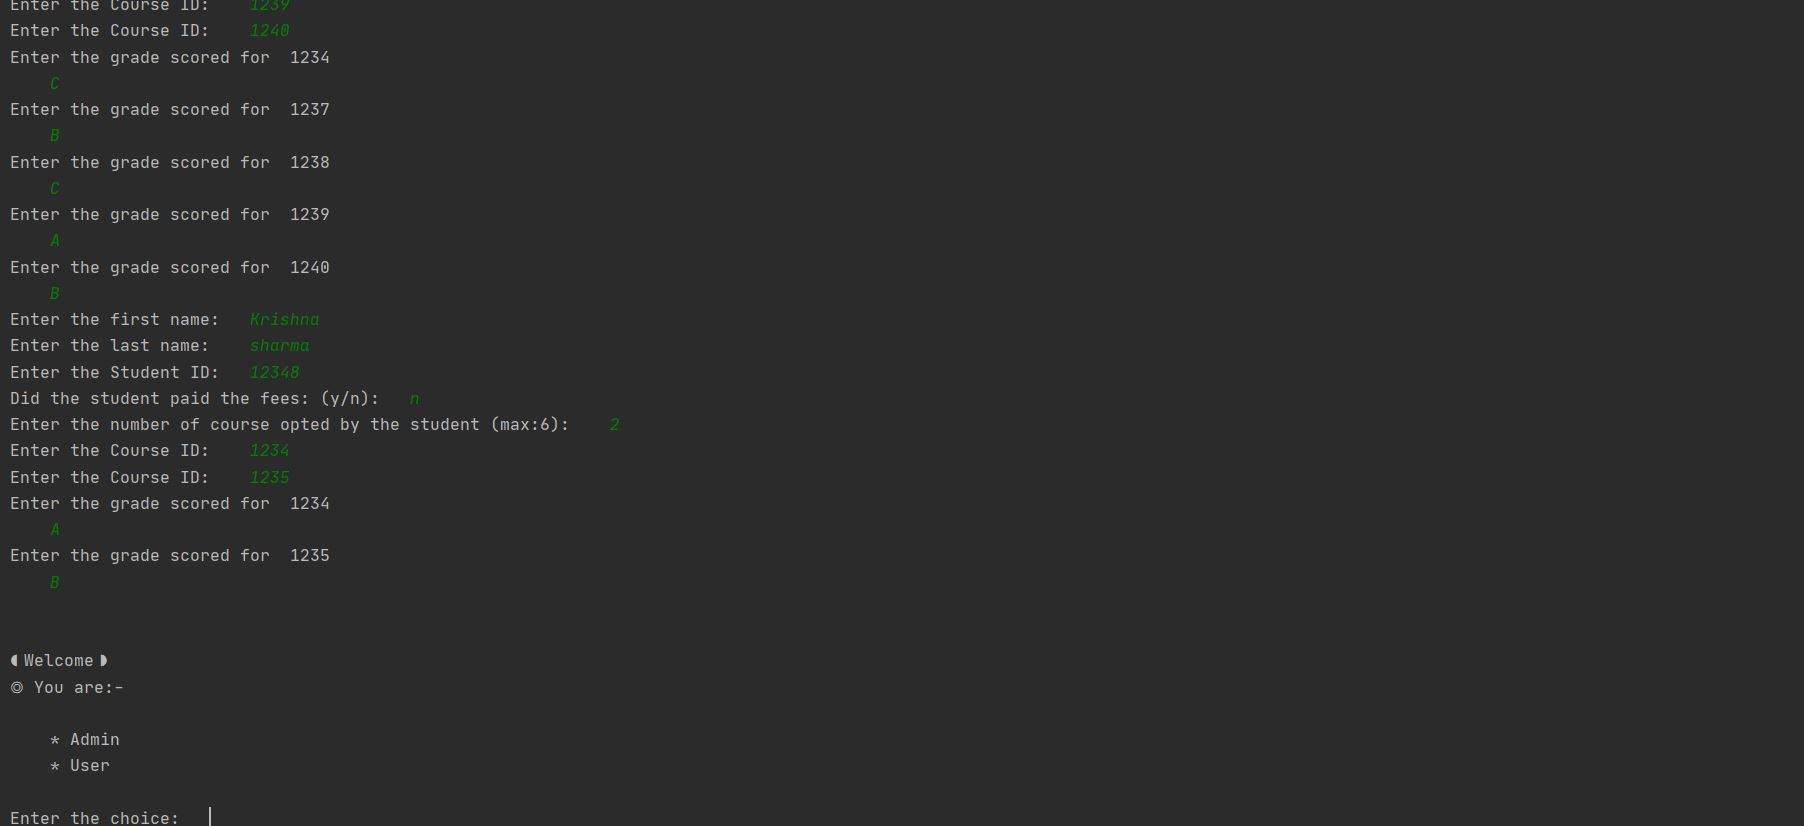 Enter the Course ID:    1239
Enter the Course ID:    1240
Enter the grade scored for  1234
    C
Enter the grade scored for  1237
    B
Enter the grade scored for  1238
    C
Enter the grade scored for  1239
    A
Enter the grade scored for  1240
    B
Enter the first name:   Krishna
Enter the last name:    sharma
Enter the Student ID:   12348
Did the student paid the fees: (y/n):   n
Enter the number of course opted by the student (max:6):    2
Enter the Course ID:    1234
Enter the Course ID:    1235
Enter the grade scored for  1234
    A
Enter the grade scored for  1235
    B
◖Welcome◗
◎ You are:-
    * Admin
    * User
Enter the choice: